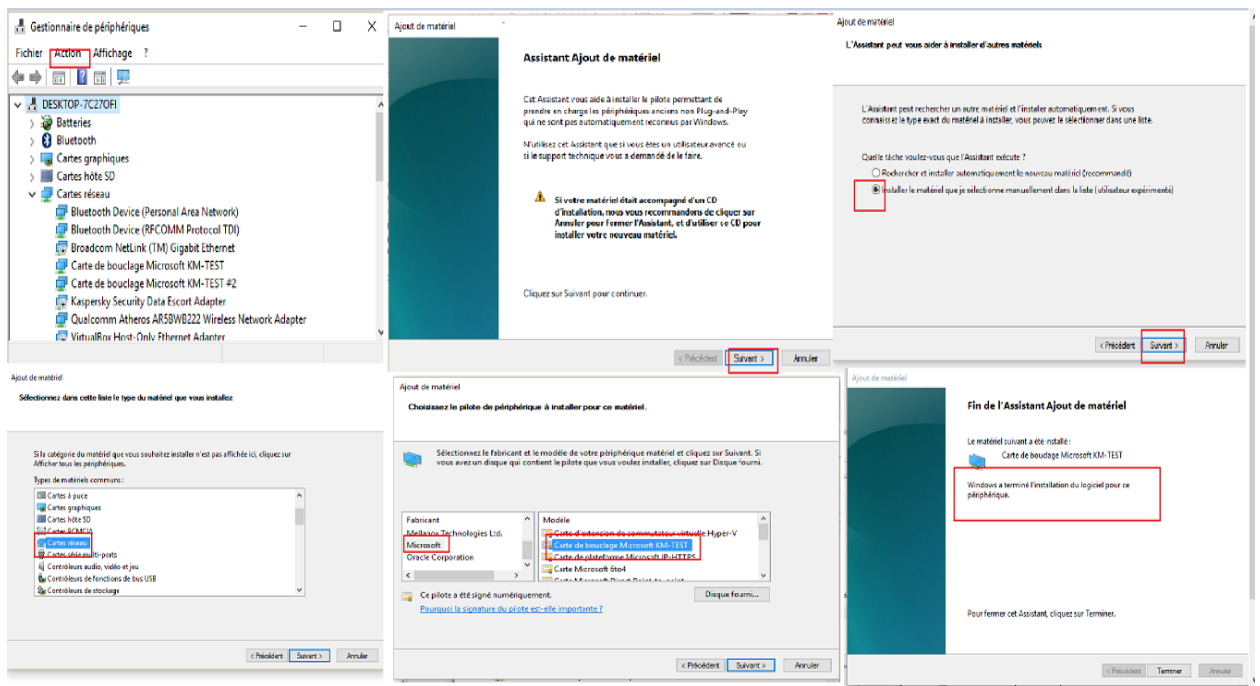 Gestionnaire de périphériques
Fichier Action Affichage ?
DESKTOP-7C27OFI
Batteries
Bluetooth
Cartes graphiques
Cartes hôte SD
Cartes réseau
Bluetooth Device (Personal Area Network)
Bluetooth Device (RFCOMM Protocol TDI)
Broadcom NetLink (TM) Gigabit Ethernet
Carte de bouclage Microsoft KM-TEST
Carte de bouclage Microsoft KM-TEST #2
Kaspersky Security Data Escort Adapter
Qualcomm Atheros AR5BWB222 Wireless Network Adapter
VirtualBox Host-Only Ethernet Adapter
Ajout de matériel
Assistant Ajout de matériel
Cet Assistant vous aide à installer le pilote permettant de
prendre en charge les périphériques anciens non Plug-and-Play
qui ne sont pas automatiquement reconnus par Windows.
N'utilisez cet Assistant que si vous êtes un utilisateur avancé ou
si le support technique vous a demandé de le faire.
Si votre matériel était accompagné d'un CD
d'installation, nous vous recommandons de cliquer sur
Annuler pour fermer l'Assistant, et d'utiliser ce CD pour
installer votre nouveau matériel.
Cliquez sur Suivant pour continuer.
< Précédent Suivant > Annuler
Ajout de matériel
L'Assistant peut vous aider à installer d'autres matériels
L'Assistant peut rechercher un autre matériel et l'installer automatiquement. Si vous
connaissez le type exact du matériel à installer, vous pouvez le sélectionner dans une liste.
Quelle tâche voulez-vous que l'Assistant exécute ?
Rechercher et installer automatiquement le nouveau matériel (recommandé)
Installer le matériel que je sélectionne manuellement dans la liste (utilisateur expérimenté)
< Précédent Suivant > Annuler
Ajout de matériel
Sélectionnez dans cette liste le type du matériel que vous installez
Si la catégorie du matériel que vous souhaitez installer n'est pas affichée ici, cliquez sur
Afficher tous les périphériques.
Types de matériels communs :
Cartes à puce
Cartes graphiques
Cartes hôte SD
Cartes PCMCIA
Cartes réseau
Cartes série multi-ports
Contrôleurs audio, vidéo et jeu
Contrôleurs de fonctions de bus USB
Contrôleurs de stockage
< Précédent Suivant > Annuler
Ajout de matériel
Choisissez le pilote de périphérique à installer pour ce matériel.
Sélectionnez le fabricant et le modèle de votre périphérique matériel et cliquez sur Suivant. Si
vous avez un disque qui contient le pilote que vous voulez installer, cliquez sur Disque fourni.
Fabricant
Mellanox Technologies Ltd.
Microsoft
Oracle Corporation
Modèle
Carte d'extension de commutateur virtuelle Hyper-V
Carte de bouclage Microsoft KM-TEST
Carte de plateforme Microsoft IP-HTTPS
Carte Microsoft 6to4
Carte Microsoft Direct Point-to-point
Ce pilote a été signé numériquement.
Pourquoi la signature du pilote est-elle importante ?
Disque fourni...
< Précédent Suivant > Annuler
Ajout de matériel
Fin de l'Assistant Ajout de matériel
Le matériel suivant a été installé :
Carte de bouclage Microsoft KM-TEST
Windows a terminé l'installation du logiciel pour ce
périphérique.
Pour fermer cet Assistant, cliquez sur Terminer.
< Précédent Terminer Annuler